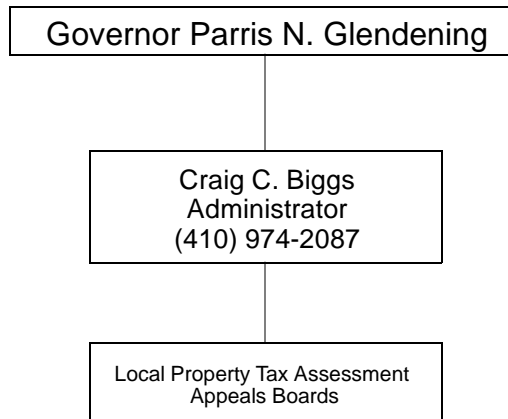 Governor Parris N. Glendening
Craig C. Biggs
Administrator
(410) 974-2087
Local Property Tax Assessment
Appeals Boards